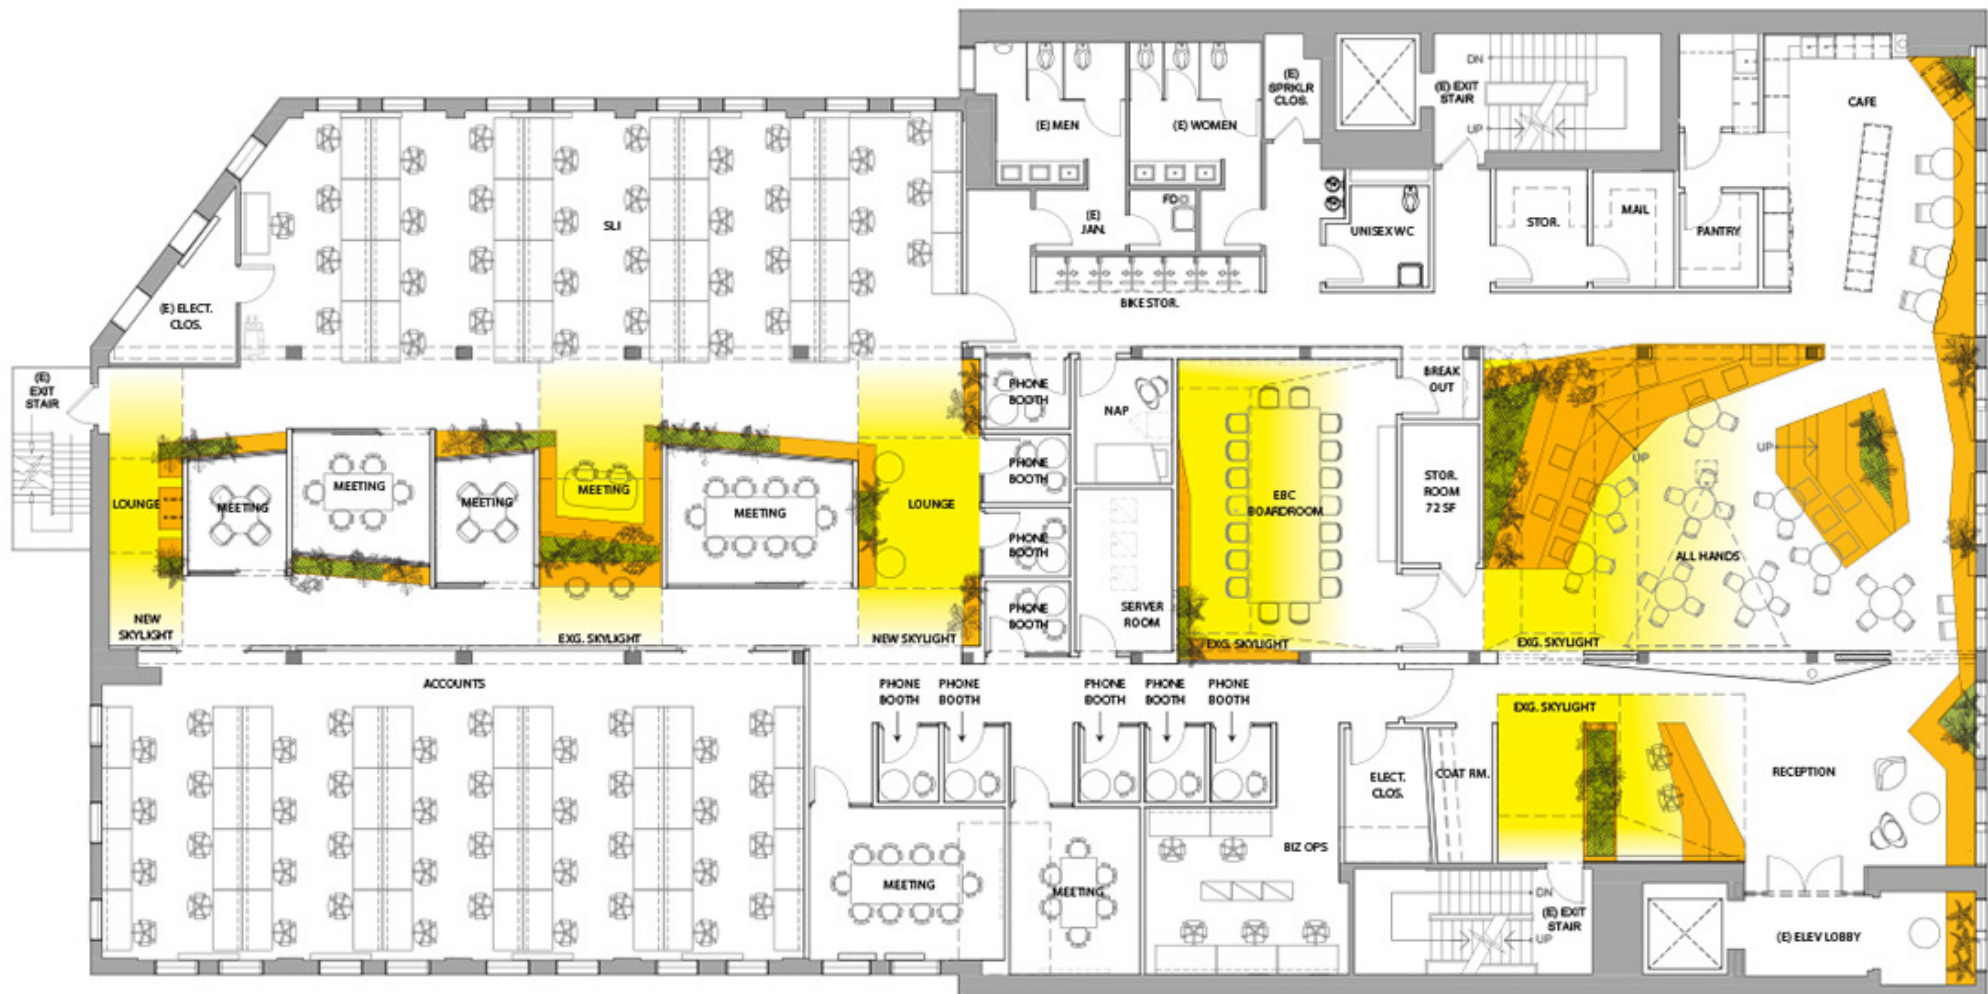 DN
(E) EXIT
STAIR
UP
CAFE
(E)
SPRKLR
CLOS.
(E) MEN
(E) WOMEN
FD
(E)
JAN.
UNISEX WC
STOR.
MAIL
PANTRY
SLI
(E) ELECT.
CLOS.
BIKE STOR.
(E)
EXIT
STAIR
PHONE
BOOTH
NAP
BREAK
OUT
UP
UP
LOUNGE
MEETING
MEETING
MEETING
MEETING
MEETING
LOUNGE
PHONE
BOOTH
EBC
BOARDROOM
STOR.
ROOM
72 SF
PHONE
BOOTH
ALL HANDS
PHONE
BOOTH
SERVER
ROOM
NEW
SKYLIGHT
EXG. SKYLIGHT
NEW SKYLIGHT
EXG. SKYLIGHT
EXG. SKYLIGHT
ACCOUNTS
PHONE
BOOTH
PHONE
BOOTH
PHONE
BOOTH
PHONE
BOOTH
PHONE
BOOTH
EXG. SKYLIGHT
ELECT.
CLOS.
COAT RM.
RECEPTION
BIZ OPS
MEETING
MEETING
DN
(E) EXIT
STAIR
UP
(E) ELEV LOBBY